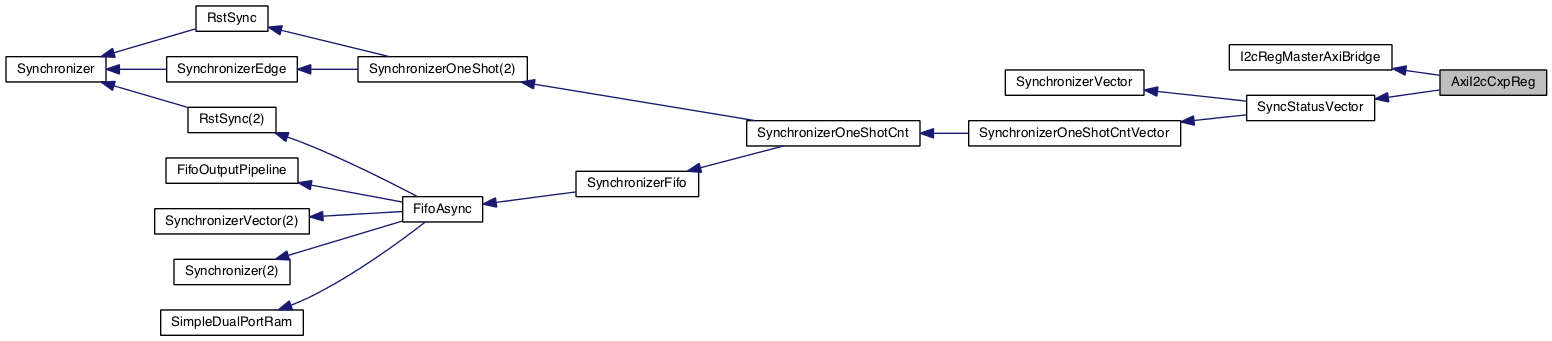 RstSync
Synchronizer
SynchronizerEdge
SynchronizerOneShot(2)
RstSync(2)
FifoOutputPipeline
SynchronizerVector(2)
Synchronizer(2)
SimpleDualPortRam
FifoAsync
SynchronizerFifo
SynchronizerOneShotCnt
SynchronizerVector
SynchronizerOneShotCntVector
I2cRegMasterAxiBridge
SyncStatusVector
AxiI2cCxpReg